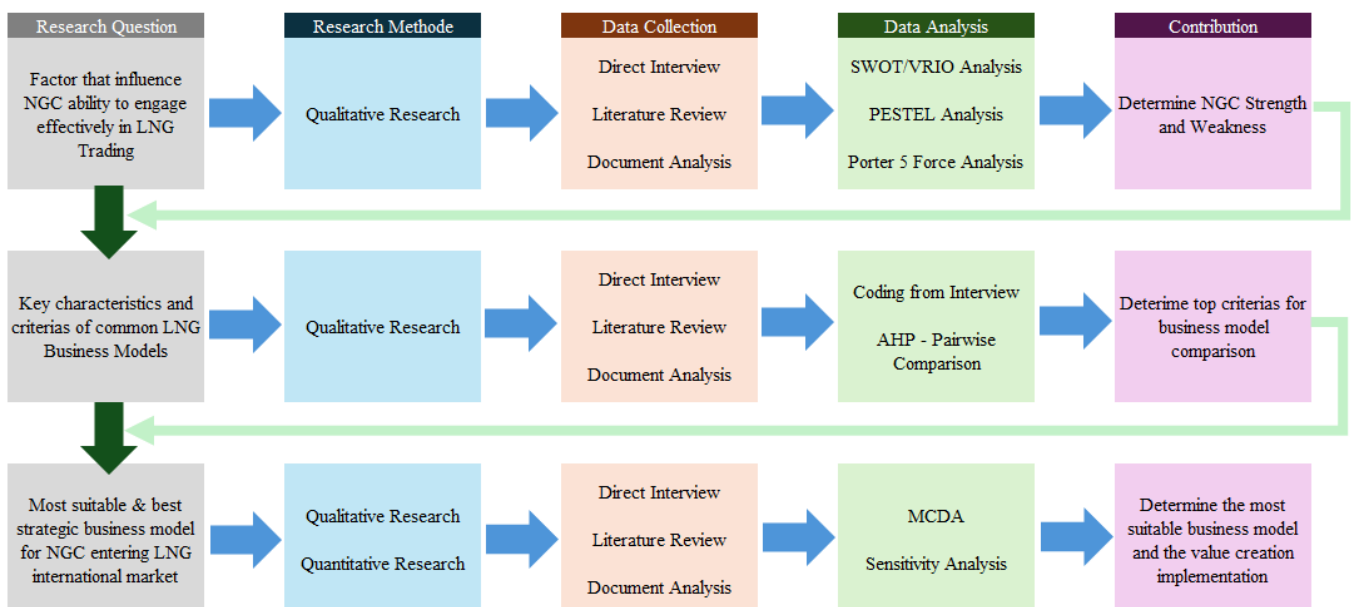 Research Question
Research Methode
Data Collection
Data Analysis
Contribution
Factor that influence
NGC ability to engage
effectively in LNG
Trading
Qualitative Research
Direct Interview
Literature Review
Document Analysis
SWOT/VRIO Analysis
PESTEL Analysis
Porter 5 Force Analysis
Determine NGC Strength
and Weakness
Key characteristics and
criterias of common LNG
Business Models
Qualitative Research
Direct Interview
Literature Review
Document Analysis
Coding from Interview
AHP - Pairwise
Comparison
Deterime top criterias for
business model
comparison
Most suitable & best
strategic business model
for NGC entering LNG
international market
Qualitative Research
Quantitative Research
Direct Interview
Literature Review
Document Analysis
MCDA
Sensitivity Analysis
Determine the most
suitable business model
and the value creation
implementation